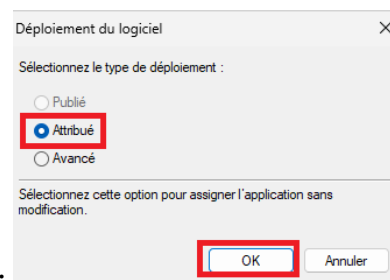 Déploiement du logiciel
Sélectionnez le type de déploiement :
Publié
Attribué
Avancé
Sélectionnez cette option pour assigner l'application sans
modification.
OK Annuler
.